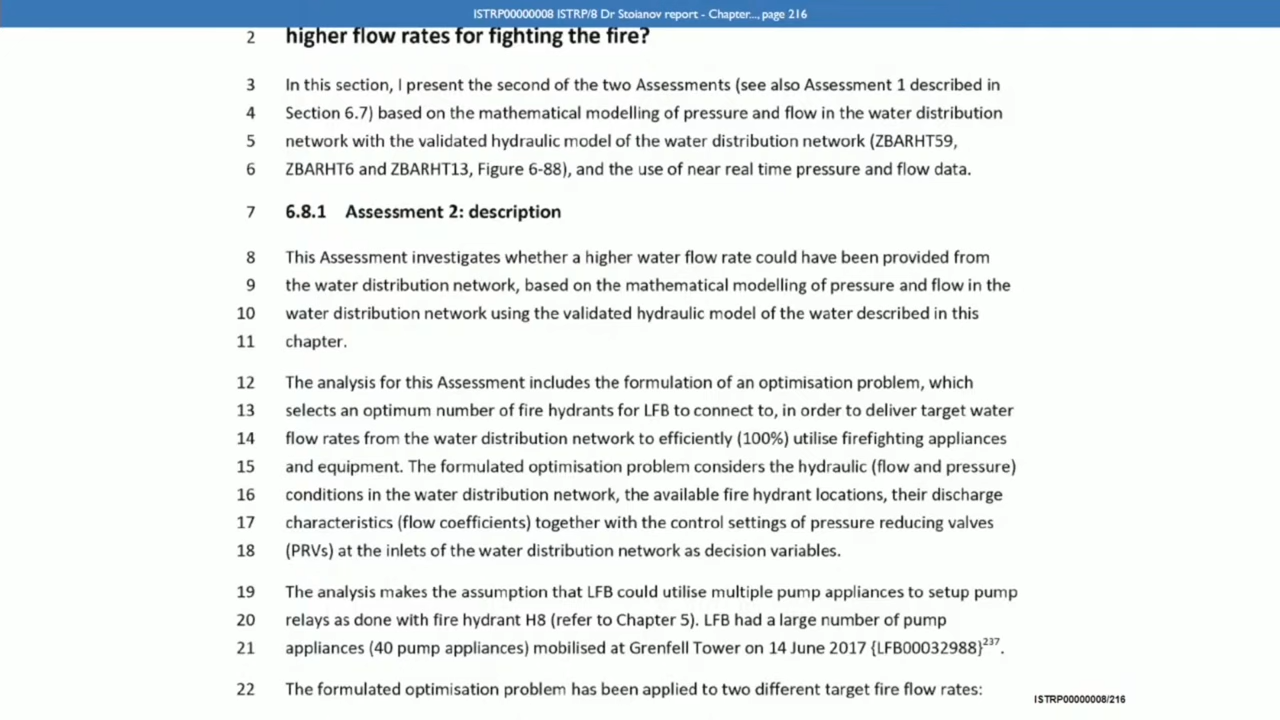 ISTRP00000008 ISTRP/8 Dr Stoianov report - Chapter..., page 216
2 higher flow rates for fighting the fire?
3 In this section, I present the second of the two Assessments (see also Assessment 1 described in
4 Section 6.7) based on the mathematical modelling of pressure and flow in the water distribution
5 network with the validated hydraulic model of the water distribution network (ZBARHT59,
6 ZBARHT6 and ZBARHT13, Figure 6-88), and the use of near real time pressure and flow data.
7 6.8.1 Assessment 2: description
8 This Assessment investigates whether a higher water flow rate could have been provided from
9 the water distribution network, based on the mathematical modelling of pressure and flow in the
10 water distribution network using the validated hydraulic model of the water described in this
11 chapter.
12 The analysis for this Assessment includes the formulation of an optimisation problem, which
13 selects an optimum number of fire hydrants for LFB to connect to, in order to deliver target water
14 flow rates from the water distribution network to efficiently (100%) utilise firefighting appliances
15 and equipment. The formulated optimisation problem considers the hydraulic (flow and pressure)
16 conditions in the water distribution network, the available fire hydrant locations, their discharge
17 characteristics (flow coefficients) together with the control settings of pressure reducing valves
18 (PRVs) at the inlets of the water distribution network as decision variables.
19 The analysis makes the assumption that LFB could utilise multiple pump appliances to setup pump
20 relays as done with fire hydrant H8 (refer to Chapter 5). LFB had a large number of pump
21 appliances (40 pump appliances) mobilised at Grenfell Tower on 14 June 2017 {LFB00032988}237.
22 The formulated optimisation problem has been applied to two different target fire flow rates:
ISTRP00000008/216